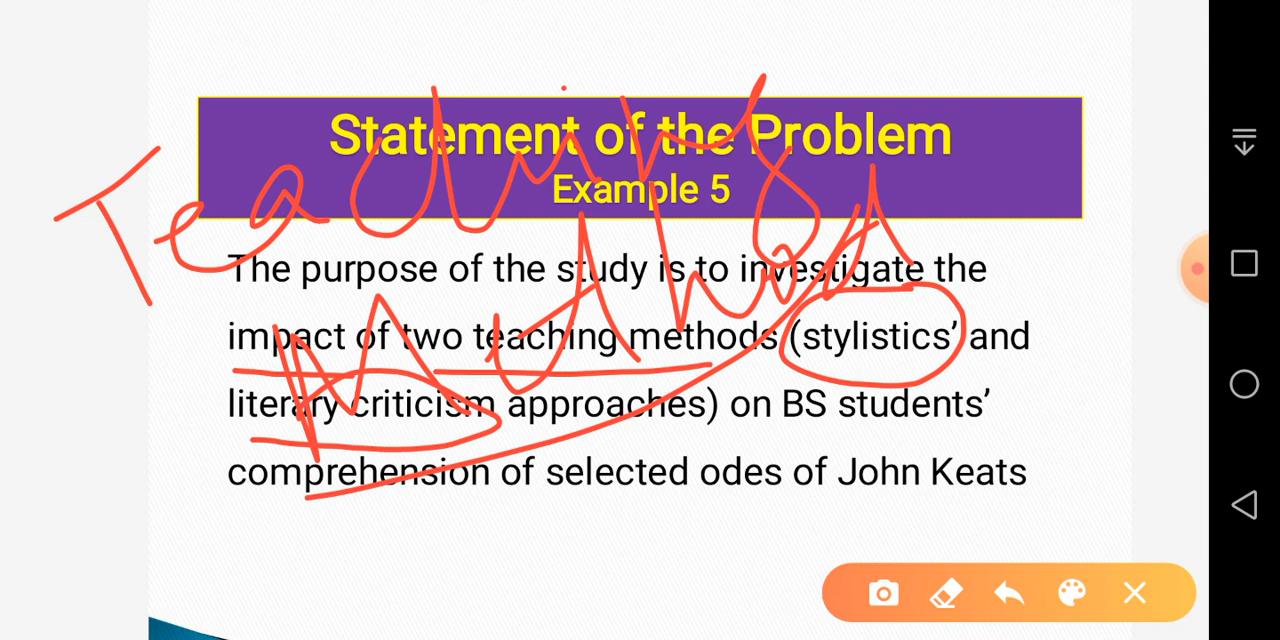 Statement of the Problem
Example 5
The purpose of the study is to investigate the
impact of two teaching methods (stylistics’ and
literary criticism approaches) on BS students’
comprehension of selected odes of John Keats
Teaching
Methods